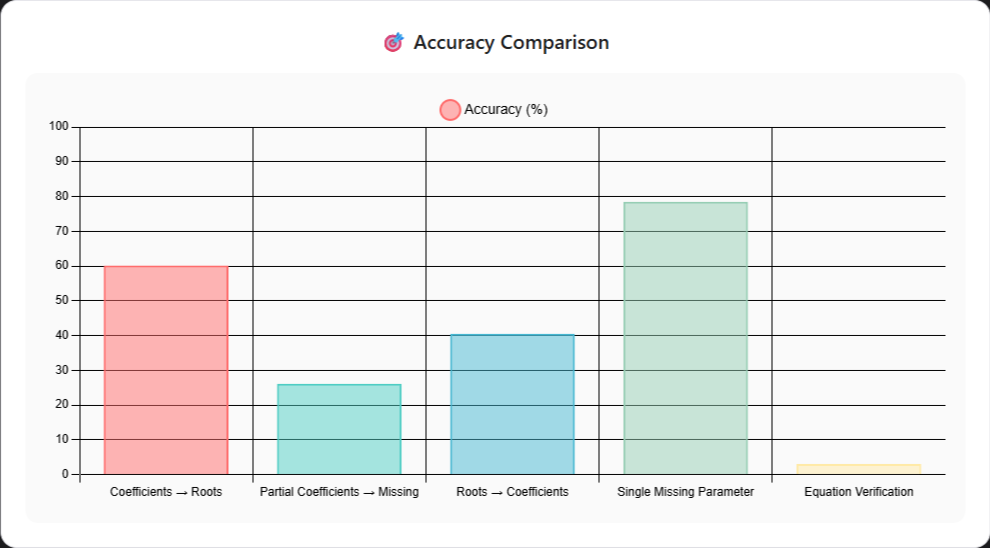 🎯 Accuracy Comparison
Accuracy (%)
100
90
80
70
60
50
40
30
20
10
0
Coefficients → Roots
Partial Coefficients → Missing
Roots → Coefficients
Single Missing Parameter
Equation Verification